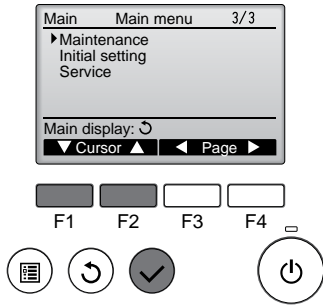 Main Main menu 3/3
Maintenance
Initial setting
Service
Main display:
Cursor Page
F1 F2 F3 F4